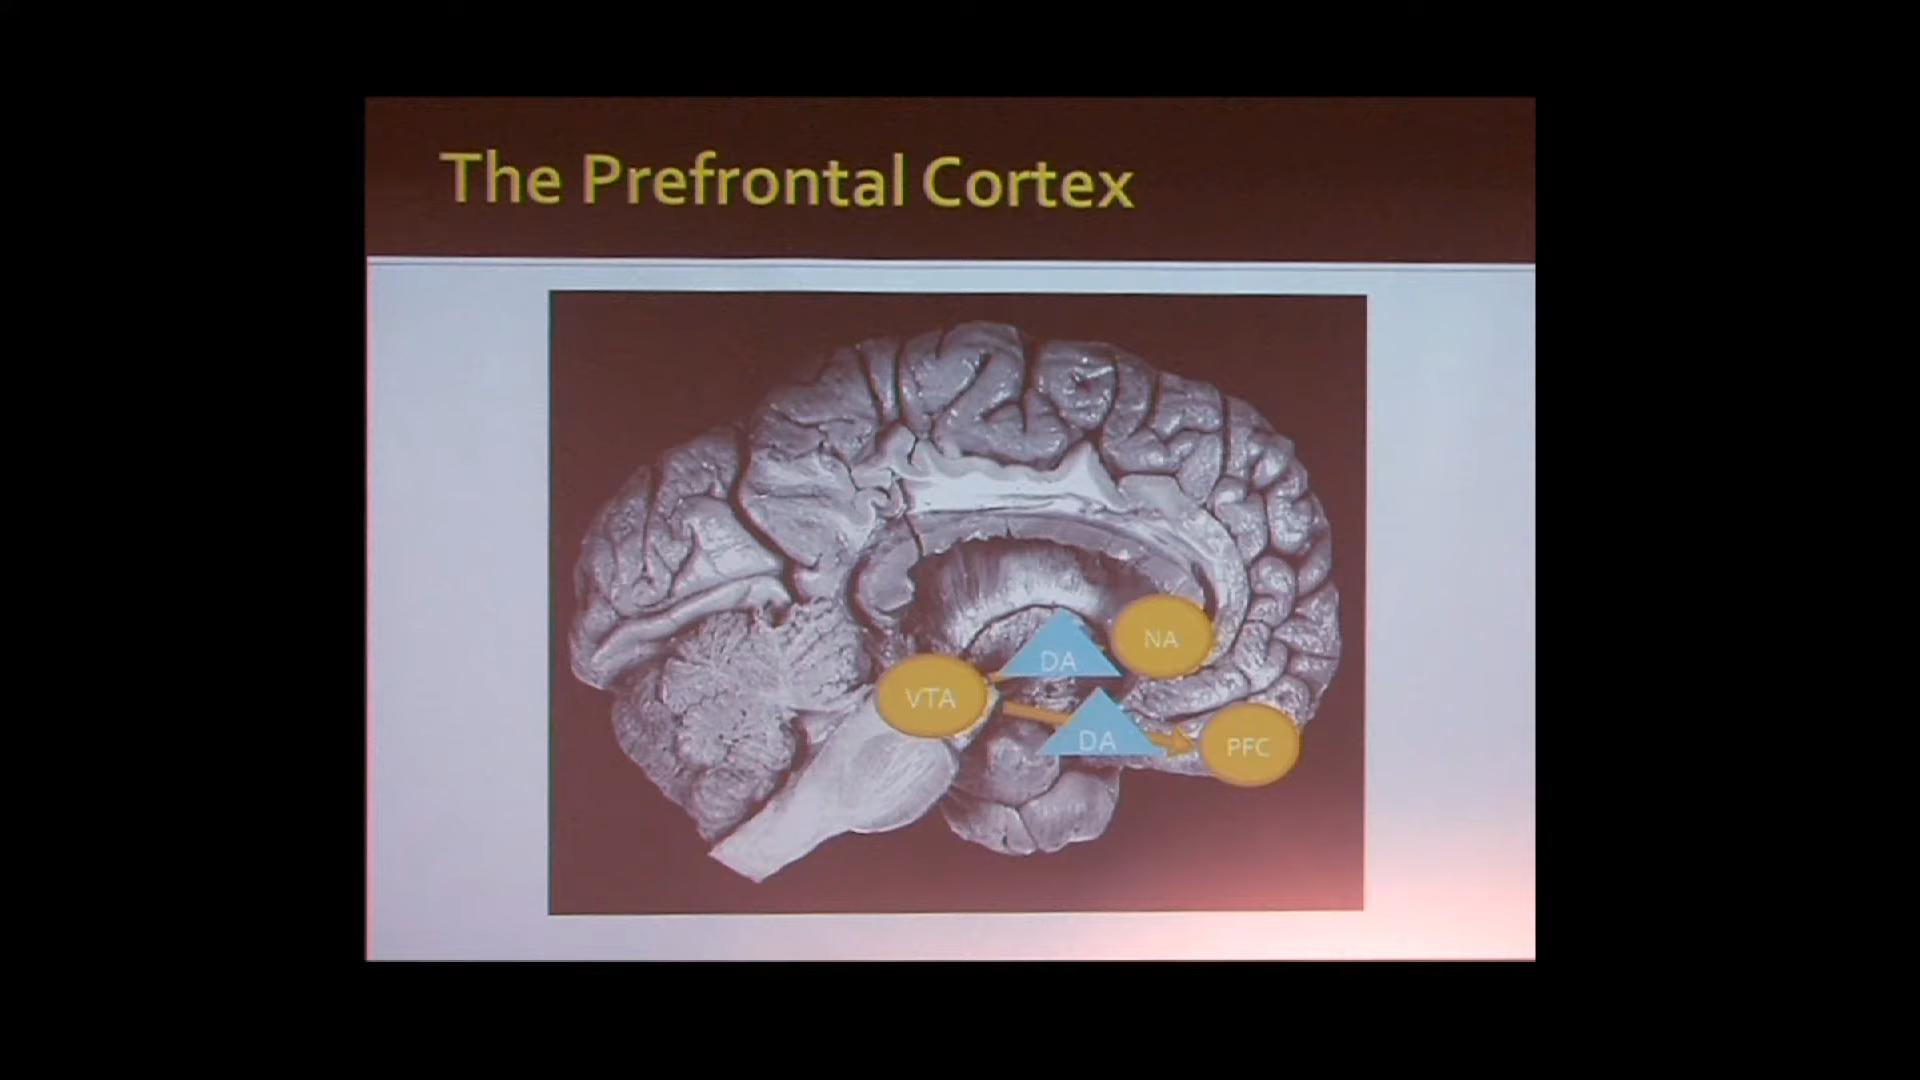 The Prefrontal Cortex
NA
DA
VTA
DA
PFC